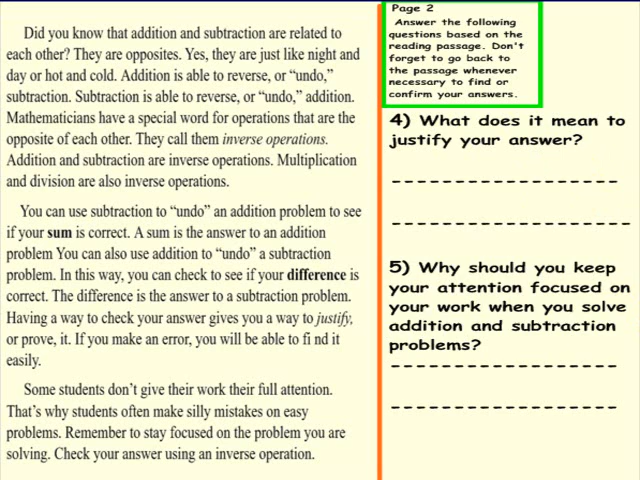 Did you know that addition and subtraction are related to
each other? They are opposites. Yes, they are just like night and
day or hot and cold. Addition is able to reverse, or “undo,”
subtraction. Subtraction is able to reverse, or “undo,” addition.
Mathematicians have a special word for operations that are the
opposite of each other. They call them inverse operations.
Addition and subtraction are inverse operations. Multiplication
and division are also inverse operations.
You can use subtraction to “undo” an addition problem to see
if your sum is correct. A sum is the answer to an addition
problem You can also use addition to “undo” a subtraction
problem. In this way, you can check to see if your difference is
correct. The difference is the answer to a subtraction problem.
Having a way to check your answer gives you a way to justify,
or prove, it. If you make an error, you will be able to fi nd it
easily.
Some students don’t give their work their full attention.
That’s why students often make silly mistakes on easy
problems. Remember to stay focused on the problem you are
solving. Check your answer using an inverse operation.
Page 2
Answer the following
questions based on the
reading passage. Don't
forget to go back to
the passage whenever
necessary to find or
confirm your answers.
4) What does it mean to
justify your answer?
5) Why should you keep
your attention focused on
your work when you solve
addition and subtraction
problems?